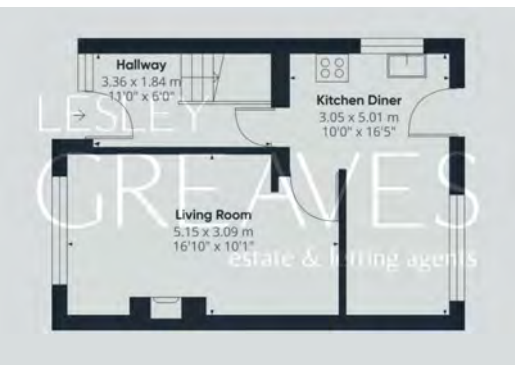 Hallway
3.36 x 1.84 m
11'0" x 6'0"
Kitchen Diner
3.05 x 5.01 m
10'0" x 16'5"
LESLEY
GREAVES
Living Room
5.15 x 3.09 m
16'10" x 10'1"
estate & letting agents